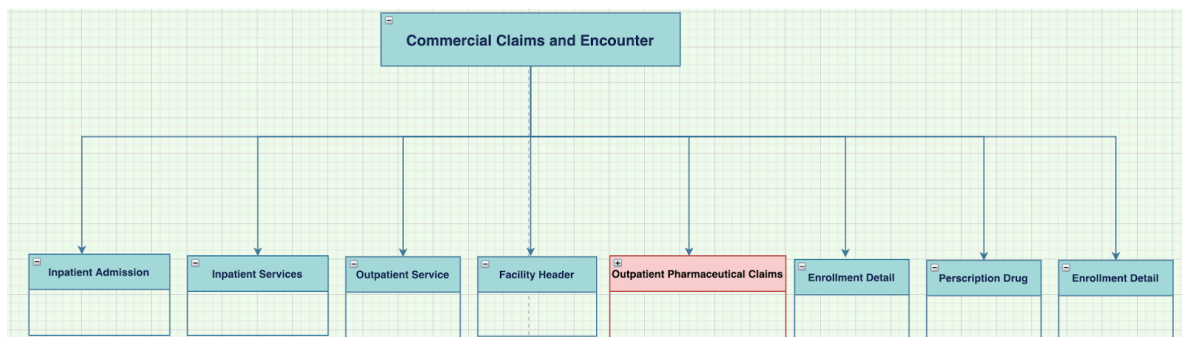 Commercial Claims and Encounter
Inpatient Admission
Inpatient Services
Outpatient Service
Facility Header
Outpatient Pharmaceutical Claims
Enrollment Detail
Perscription Drug
Enrollment Detail